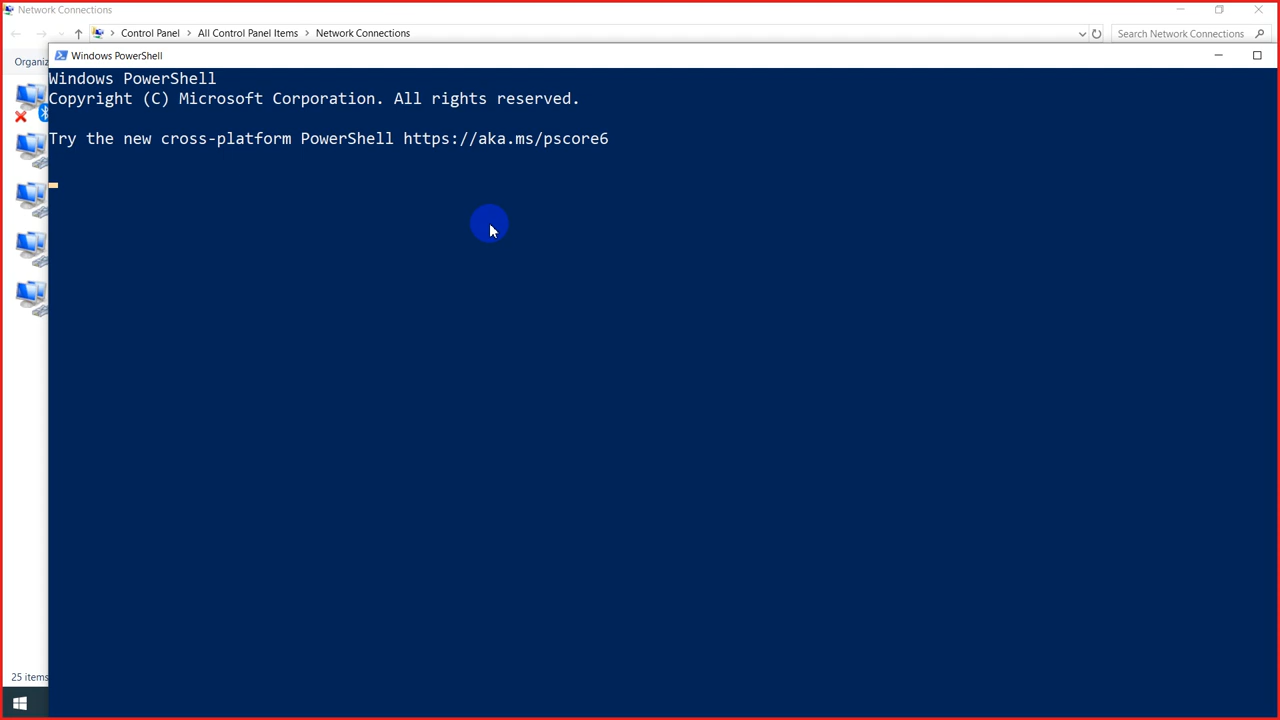 Network Connections
Control Panel
All Control Panel Items
Network Connections
Search Network Connections
Windows PowerShell
Windows PowerShell
Copyright (C) Microsoft Corporation. All rights reserved.
Try the new cross-platform PowerShell https://aka.ms/pscore6
25 items